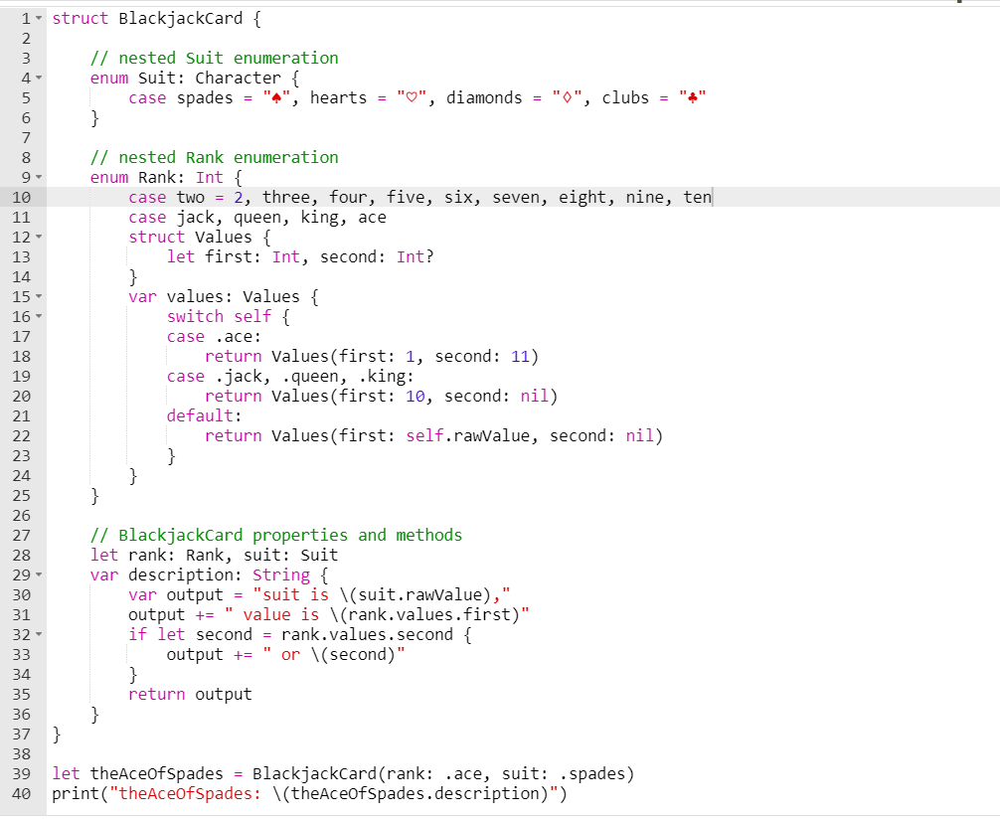 1 struct BlackjackCard {
2
3 // nested Suit enumeration
4 enum Suit: Character {
5 case spades = "♠", hearts = "♡", diamonds = "♢", clubs = "♣"
6 }
7
8 // nested Rank enumeration
9 enum Rank: Int {
10 case two = 2, three, four, five, six, seven, eight, nine, ten
11 case jack, queen, king, ace
12 struct Values {
13 let first: Int, second: Int?
14 }
15 var values: Values {
16 switch self {
17 case .ace:
18 return Values(first: 1, second: 11)
19 case .jack, .queen, .king:
20 return Values(first: 10, second: nil)
21 default:
22 return Values(first: self.rawValue, second: nil)
23 }
24 }
25 }
26
27 // BlackjackCard properties and methods
28 let rank: Rank, suit: Suit
29 var description: String {
30 var output = "suit is \(suit.rawValue),"
31 output += " value is \(rank.values.first)"
32 if let second = rank.values.second {
33 output += " or \(second)"
34 }
35 return output
36 }
37 }
38
39 let theAceOfSpades = BlackjackCard(rank: .ace, suit: .spades)
40 print("theAceOfSpades: \(theAceOfSpades.description)")